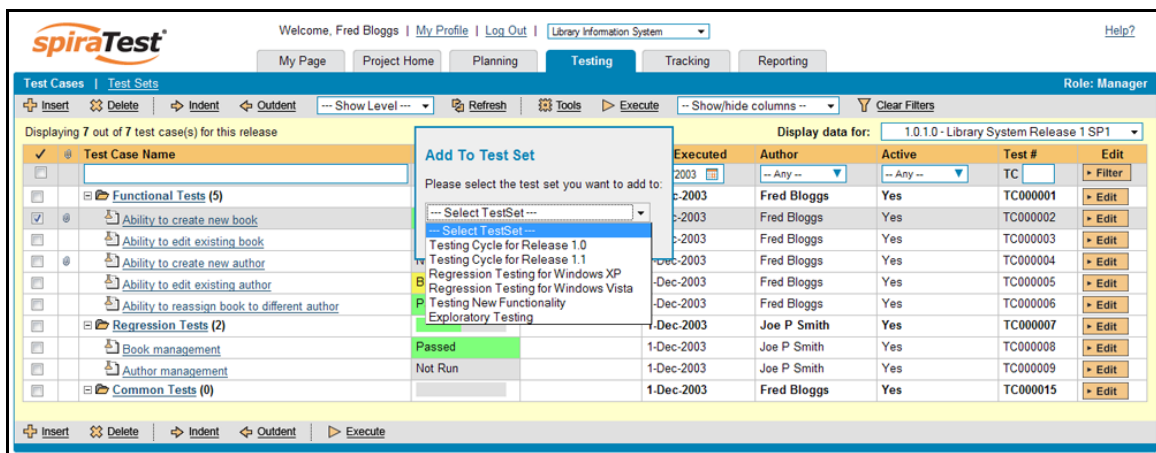 spiraTest
Welcome, Fred Bloggs | My Profile | Log Out | Library Information System Help?
My Page Project Home Planning Testing Tracking Reporting
Test Cases | Test Sets Role: Manager
Insert Delete Indent Outdent --- Show Level --- Refresh Tools Execute -- Show/hide columns -- Clear Filters
Displaying 7 out of 7 test case(s) for this release Display data for: 1.0.1.0 - Library System Release 1 SP1
Test Case Name Executed Author Active Test # Edit
2003 -- Any -- -- Any -- TC Filter
Add To Test Set
Please select the test set you want to add to:
--- Select TestSet ---
--- Select TestSet ---
Testing Cycle for Release 1.0
Testing Cycle for Release 1.1
Regression Testing for Windows XP
Regression Testing for Windows Vista
Testing New Functionality
Exploratory Testing
Functional Tests (5) c-2003 Fred Bloggs Yes TC000001 Edit
Ability to create new book c-2003 Fred Bloggs Yes TC000002 Edit
Ability to edit existing book c-2003 Fred Bloggs Yes TC000003 Edit
Ability to create new author -Dec-2003 Fred Bloggs Yes TC000004 Edit
Ability to edit existing author B -Dec-2003 Fred Bloggs Yes TC000005 Edit
Ability to reassign book to different author P -Dec-2003 Fred Bloggs Yes TC000006 Edit
Regression Tests (2) 1-Dec-2003 Joe P Smith Yes TC000007 Edit
Book management Passed 1-Dec-2003 Joe P Smith Yes TC000008 Edit
Author management Not Run 1-Dec-2003 Joe P Smith Yes TC000009 Edit
Common Tests (0) 1-Dec-2003 Fred Bloggs Yes TC000015 Edit
Insert Delete Indent Outdent Execute